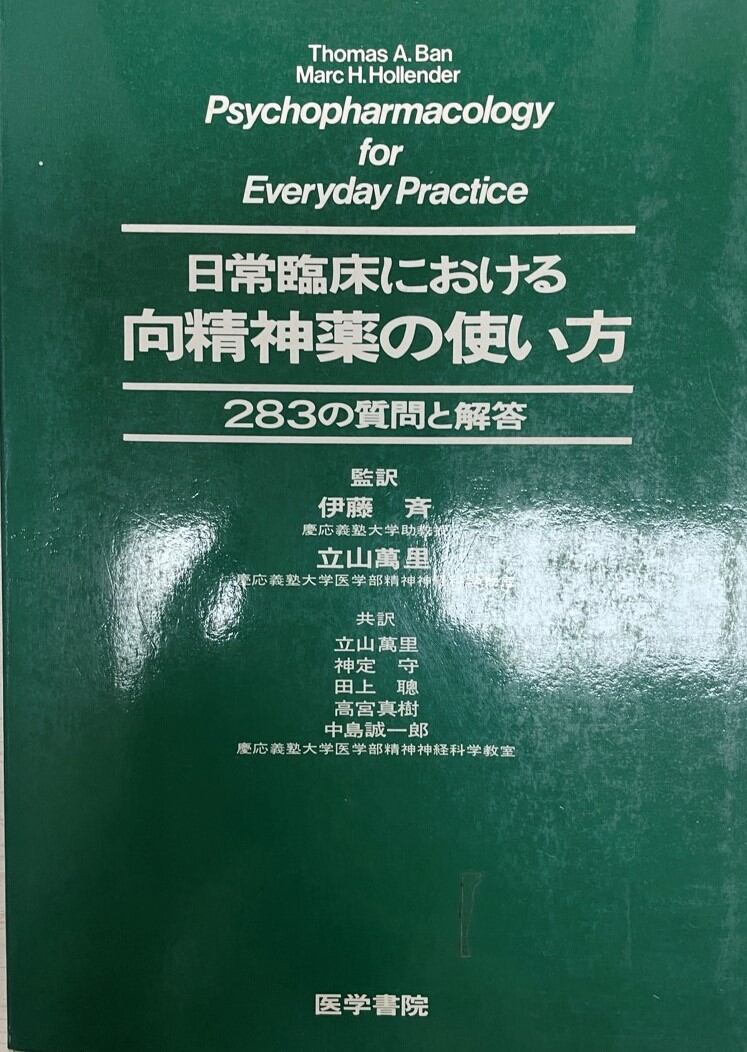 Thomas A. Ban
Marc H. Hollender
Psychopharmacology
for
Everyday Practice
日常臨床における
向精神薬の使い方
283の質問と解答
監訳
伊藤 斉
慶応義塾大学助教授
立山萬里
慶応義塾大学医学部精神神経科学教室
共訳
立山萬里
神定 守
田上 聰
高宮真樹
中島誠一郎
慶応義塾大学医学部精神神経科学教室
医学書院